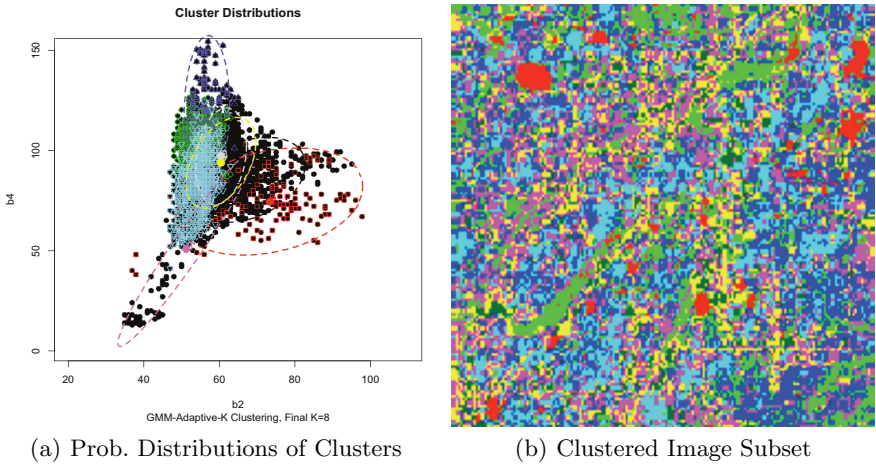 Cluster Distributions
150
100
50
0
b4
20 40 60 80 100
b2
GMM-Adaptive-K Clustering, Final K=8
(a) Prob. Distributions of Clusters
(b) Clustered Image Subset